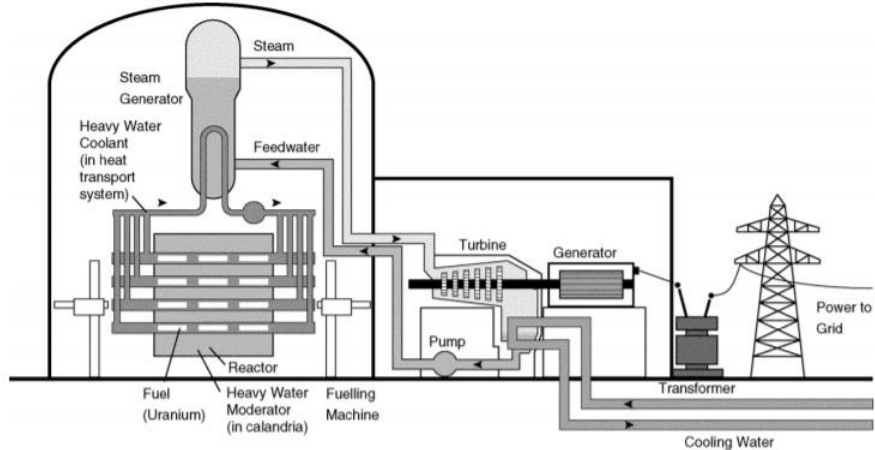 Steam
Steam
Generator
Heavy Water
Coolant
(in heat
transport
system)
Feedwater
Turbine
Generator
Power to
Grid
Pump
Reactor
Transformer
Fuel
(Uranium)
Heavy Water
Moderator
(in calandria)
Fuelling
Machine
Cooling Water